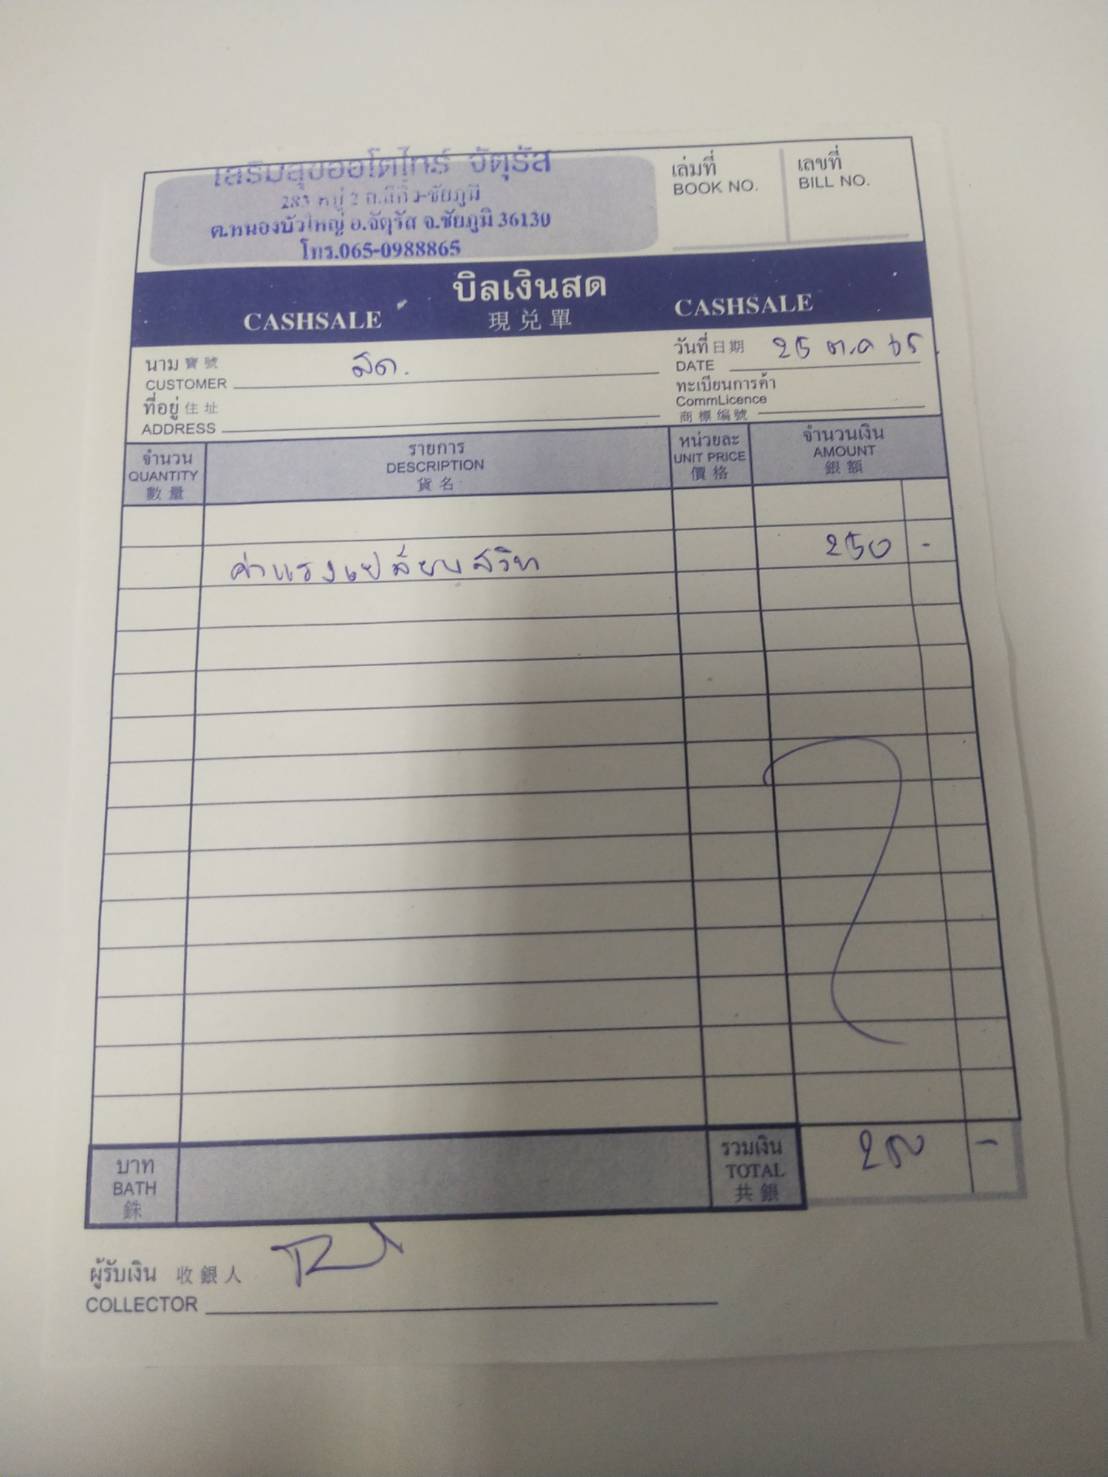 เสริมสุขออโตไทร์ จัตุรัส
283 หมู่ 2 ถ.สีคิ้ว-ชัยภูมิ
ต.หนองบัวใหญ่ อ.จัตุรัส จ.ชัยภูมิ 36130
โทร.065-0988865
เล่มที่
BOOK NO.
เลขที่
BILL NO.
บิลเงินสด
CASHSALE 現兑單 CASHSALE
นาม 寶號 สด.
CUSTOMER
วันที่ 日期 25 ต.ค 65
DATE
ที่อยู่ 住址
ADDRESS
ทะเบียนการค้า
CommLicence
商標编號
จำนวน
QUANTITY
數量
รายการ
DESCRIPTION
貨名
หน่วยละ
UNIT PRICE
價格
จำนวนเงิน
AMOUNT
銀額
ค่าแรงเปลี่ยนสวิท 250 -
บาท
BATH
銖
รวมเงิน
TOTAL
共銀
250 -
ผู้รับเงิน 收銀人
COLLECTOR